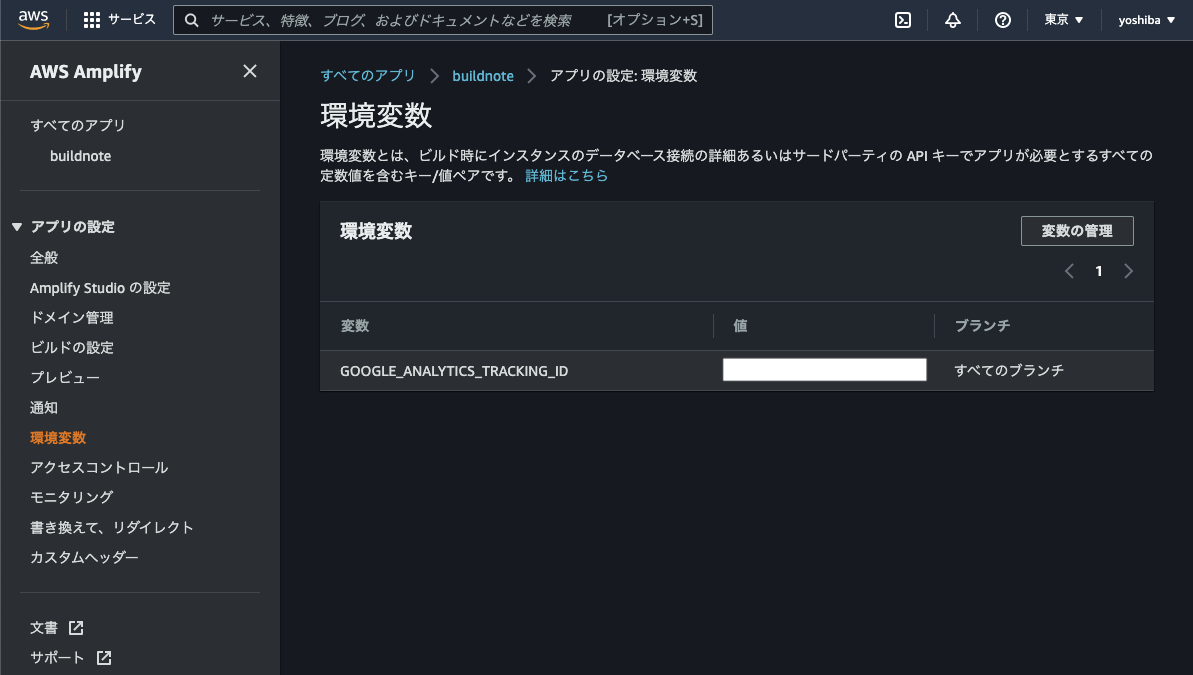 aws サービス サービス、特徴、ブログ、およびドキュメントなどを検索 [オプション+S] 東京 ▼ yoshiba ▼
AWS Amplify
すべてのアプリ
buildnote
アプリの設定
全般
Amplify Studio の設定
ドメイン管理
ビルドの設定
プレビュー
通知
環境変数
アクセスコントロール
モニタリング
書き換えて、リダイレクト
カスタムヘッダー
文書
サポート
すべてのアプリ > buildnote > アプリの設定: 環境変数
環境変数
環境変数とは、ビルド時にインスタンスのデータベース接続の詳細あるいはサードパーティの API キーでアプリが必要とするすべての
定数値を含むキー/値ペアです。 詳細はこちら
環境変数
変数の管理
1
変数 値 ブランチ
GOOGLE_ANALYTICS_TRACKING_ID すべてのブランチ